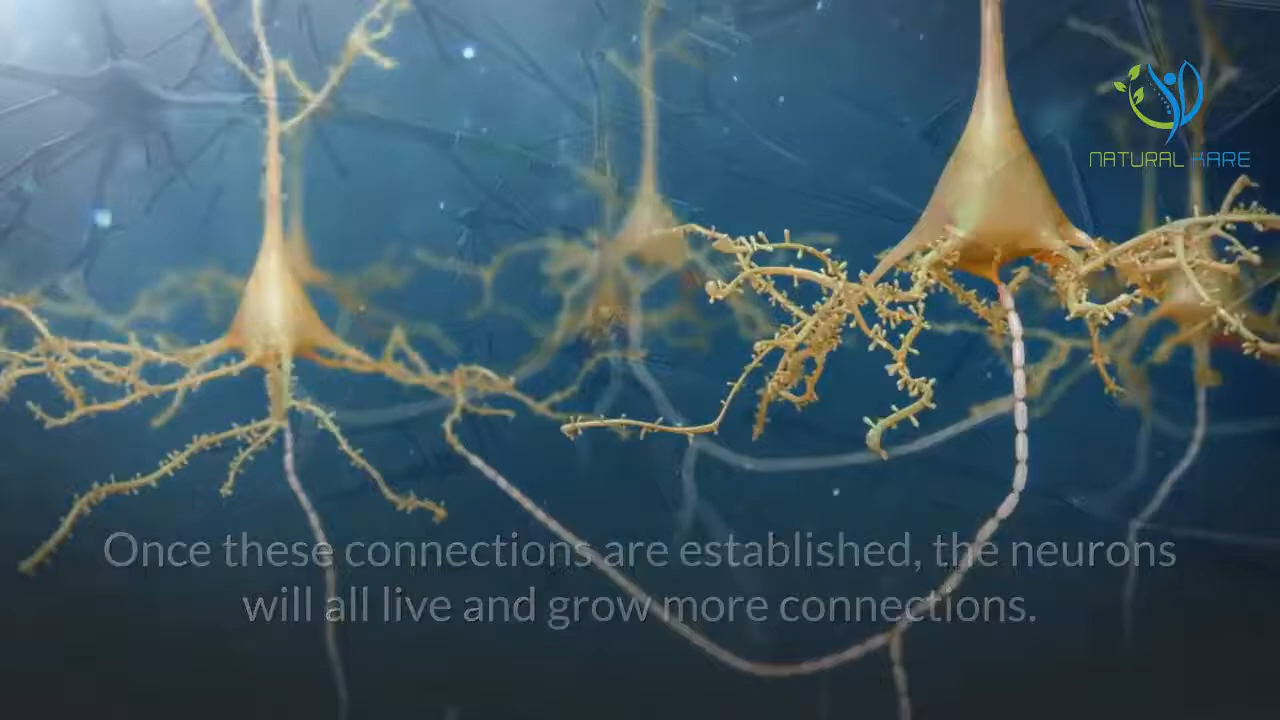 NATURAL KARE
Once these connections are established, the neurons
will all live and grow more connections.